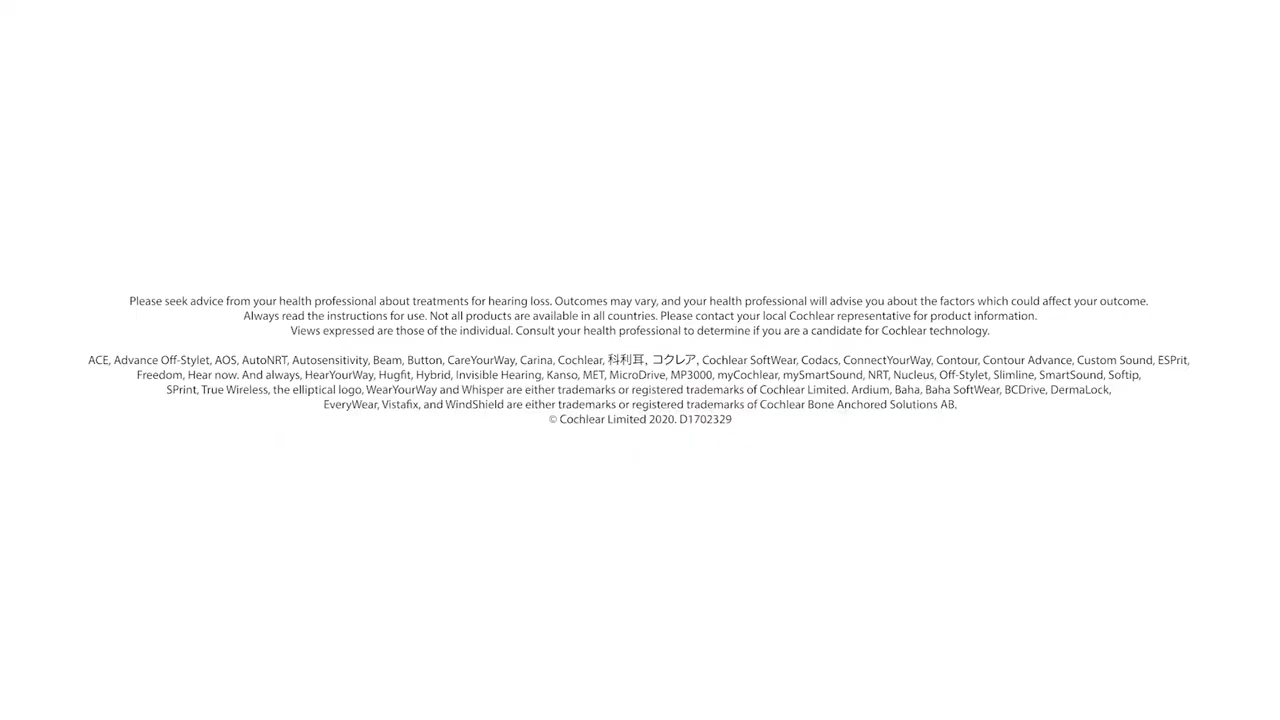 Please seek advice from your health professional about treatments for hearing loss. Outcomes may vary, and your health professional will advise you about the factors which could affect your outcome.
Always read the instructions for use. Not all products are available in all countries. Please contact your local Cochlear representative for product information.
Views expressed are those of the individual. Consult your health professional to determine if you are a candidate for Cochlear technology.
ACE, Advance Off-Stylet, AOS, AutoNRT, Autosensitivity, Beam, Button, CareYourWay, Carina, Cochlear, 科利耳, コクレア, Cochlear SoftWear, Codacs, ConnectYourWay, Contour, Contour Advance, Custom Sound, ESPrit,
Freedom, Hear now. And always, HearYourWay, Hugfit, Hybrid, Invisible Hearing, Kanso, MET, MicroDrive, MP3000, myCochlear, mySmartSound, NRT, Nucleus, Off-Stylet, Slimline, SmartSound, Softip,
SPrint, True Wireless, the elliptical logo, WearYourWay and Whisper are either trademarks or registered trademarks of Cochlear Limited. Ardium, Baha, Baha SoftWear, BCDrive, DermaLock,
EveryWear, Vistafix, and WindShield are either trademarks or registered trademarks of Cochlear Bone Anchored Solutions AB.
© Cochlear Limited 2020. D1702329